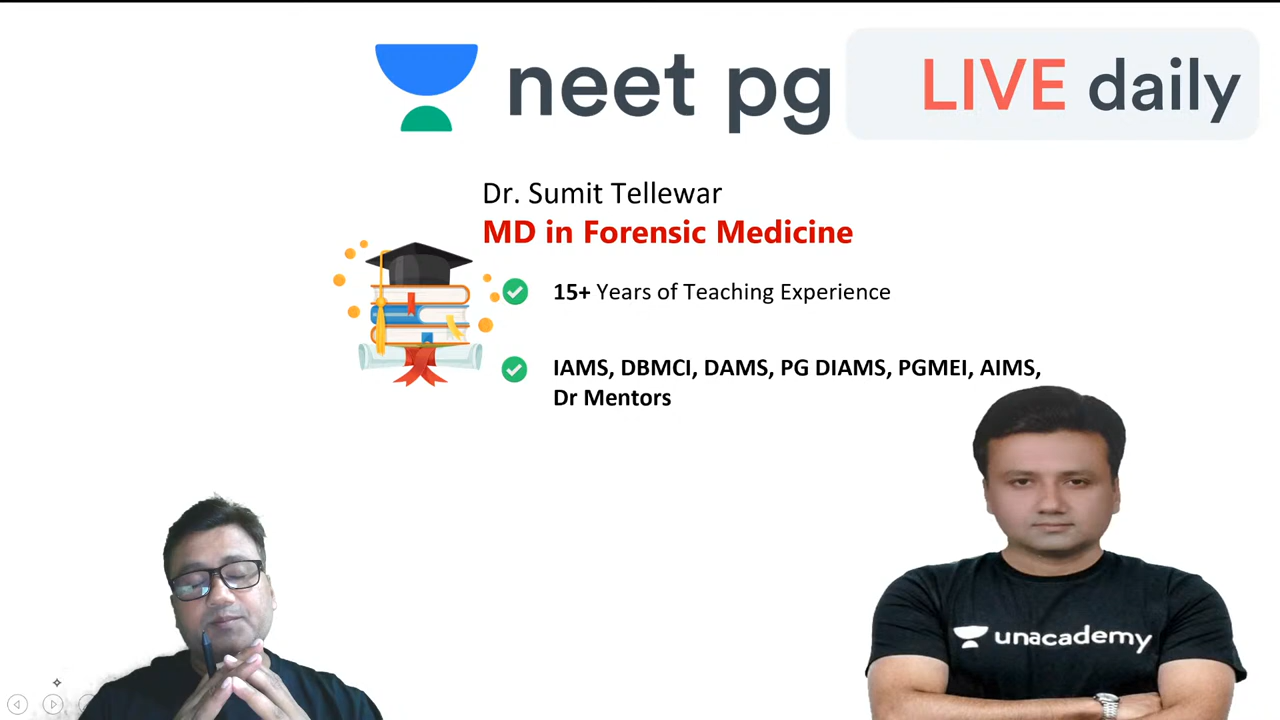 neet pg LIVE daily
Dr. Sumit Tellewar
MD in Forensic Medicine
15+ Years of Teaching Experience
IAMS, DBMCI, DAMS, PG DIAMS, PGMEI, AIMS,
Dr Mentors
unacademy